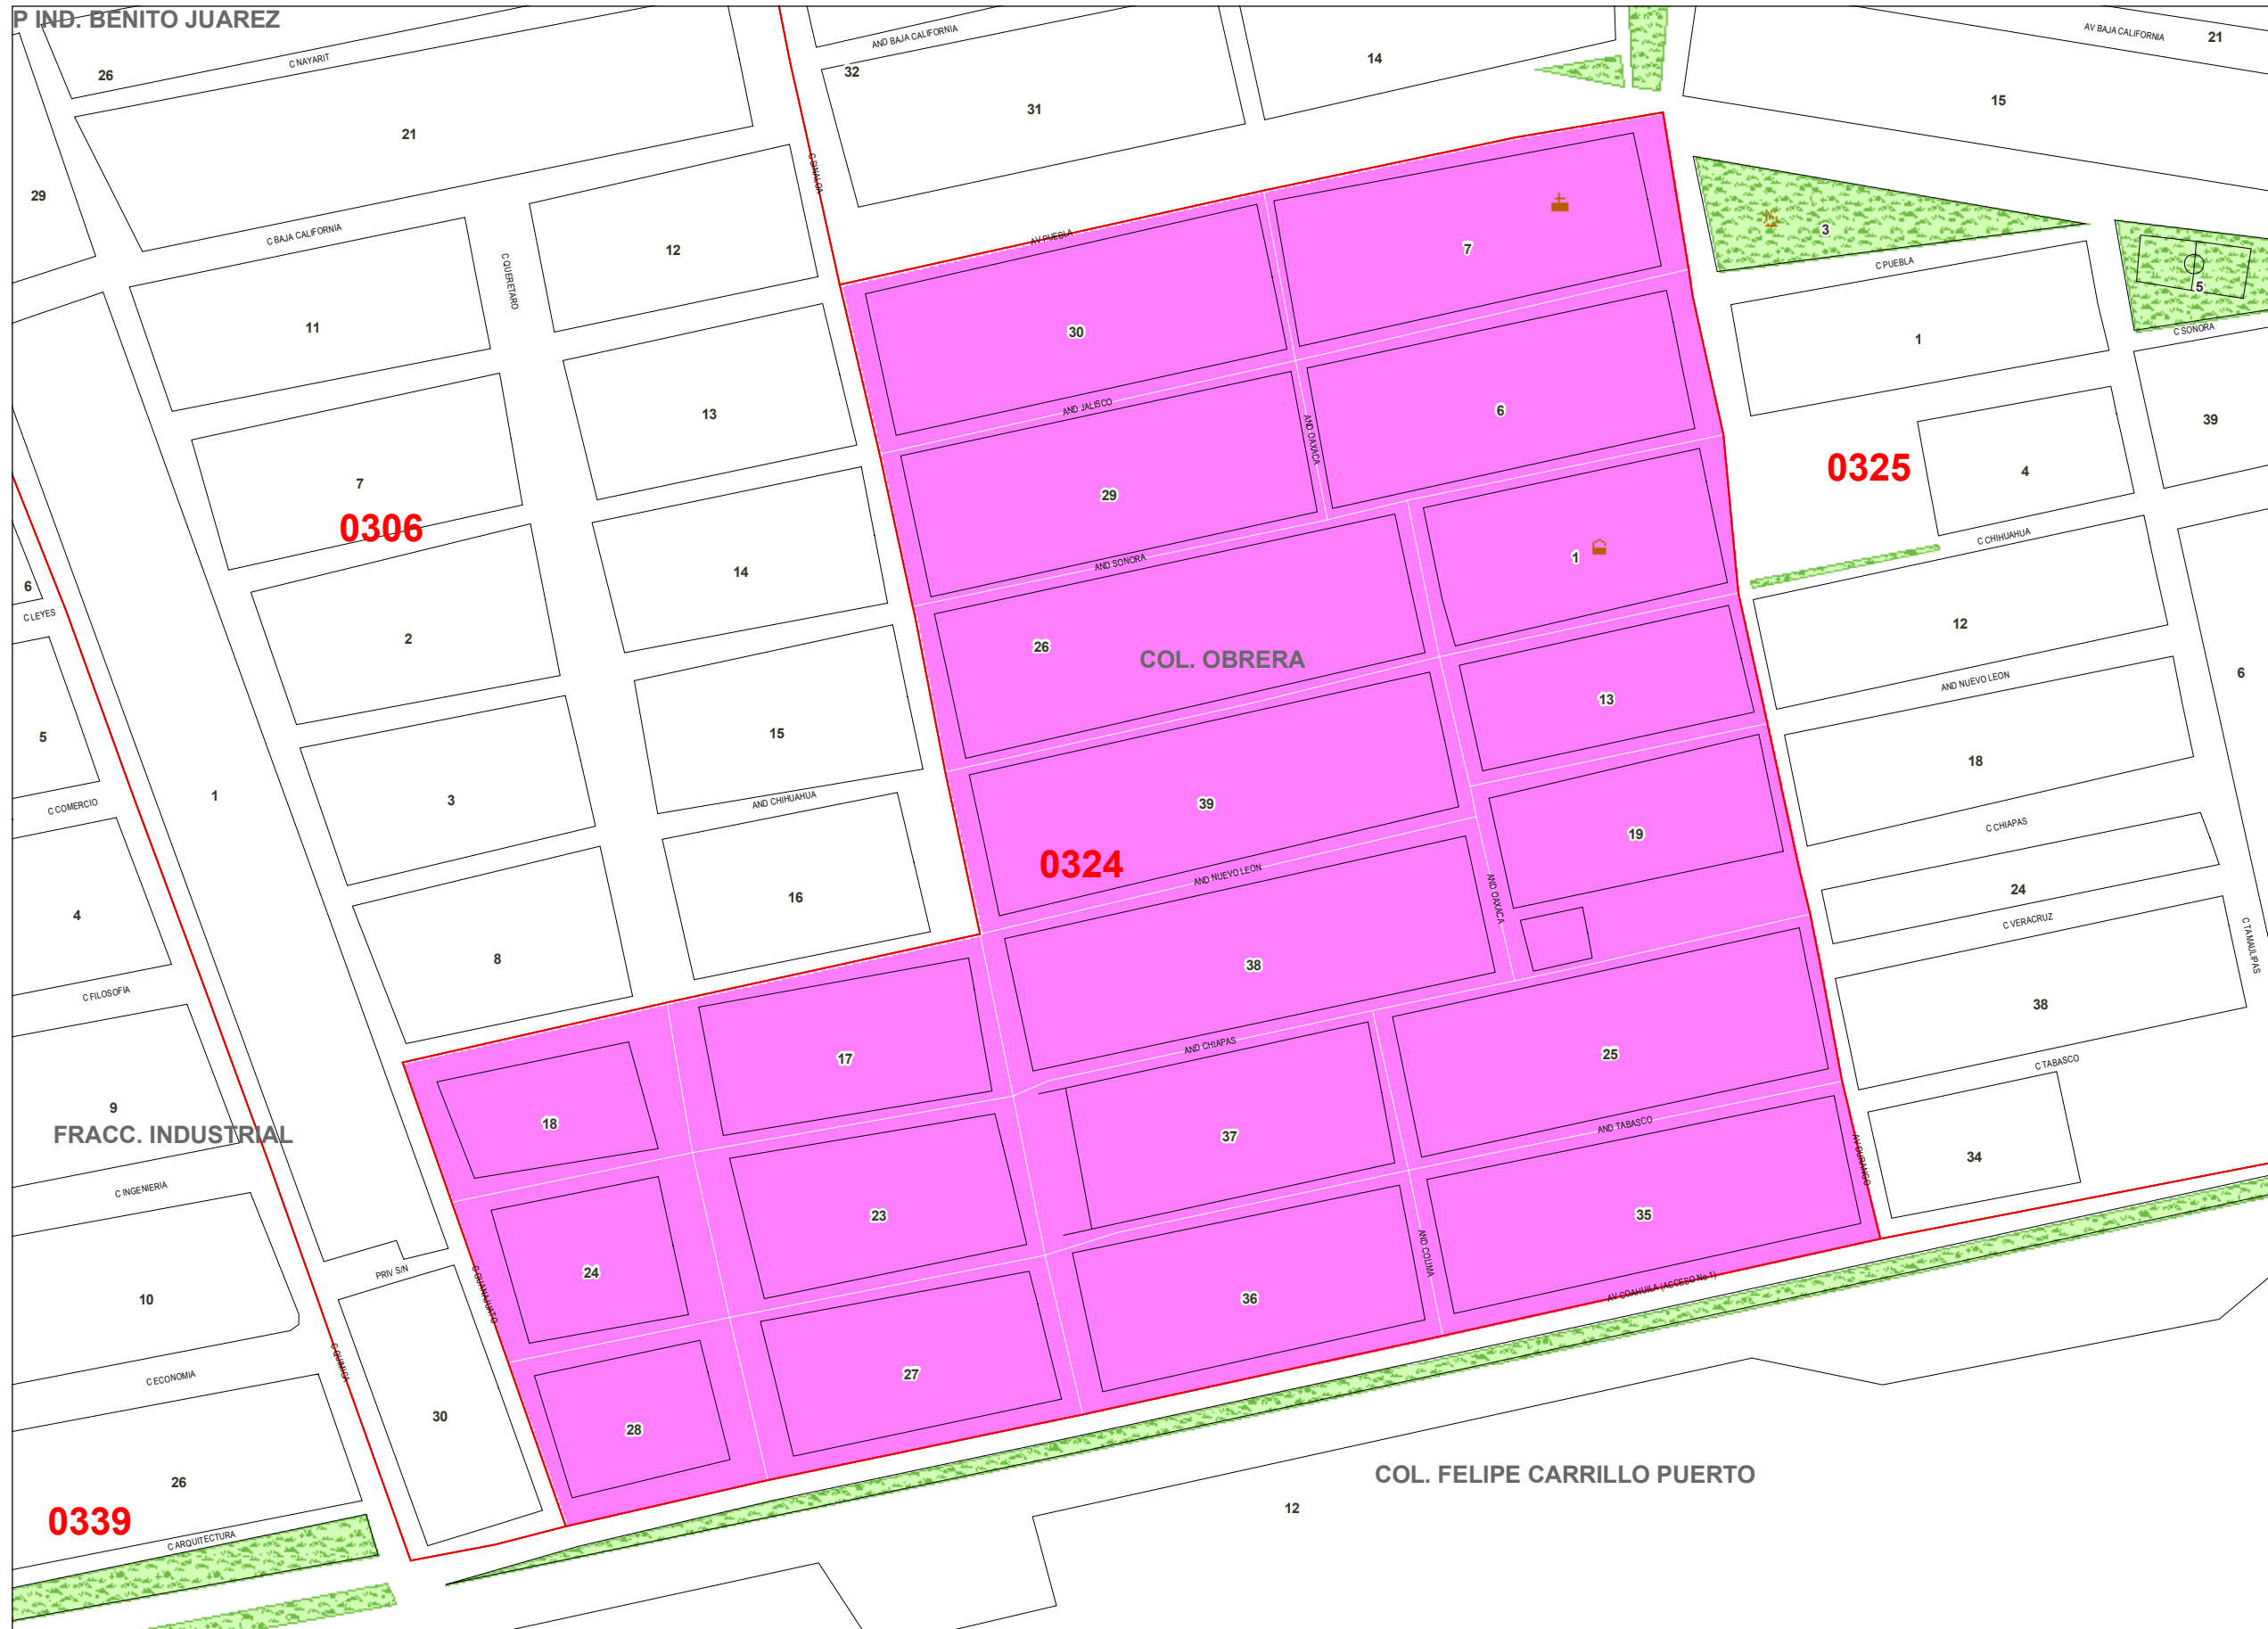 P IND. BENITO JUAREZ
26
C NAYARIT
AND BAJA CALIFORNIA
32
14
AV BAJA CALIFORNIA
21
21
31
15
C SINALOA
29
7
3
C BAJA CALIFORNIA
12
AV PUEBLA
C PUEBLA
5
C QUERETARO
11
30
C SONORA
1
13
AND JALISCO
6
39
AND OAXACA
7
29
0325
4
0306
14
AND SONORA
1
C CHIHUAHUA
6
C LEYES
2
26
COL. OBRERA
12
AND NUEVO LEON
6
5
15
13
18
C COMERCIO
1
3
AND CHIHUAHUA
39
19
C CHIAPAS
0324
AND NUEVO LEON
4
16
AND OAXACA
24
C VERACRUZ
C TAMAULIPAS
8
38
C FILOSOFIA
38
17
AND CHIAPAS
25
C TABASCO
9
18
37
AND TABASCO
AV DURANGO
34
FRACC. INDUSTRIAL
C INGENIERIA
23
35
PRIV S/N
24
AND COLIMA
C GUANAJUATO
10
36
AV COAHUILA (ACCESO No 1)
C QUIMICA
C ECONOMIA
27
30
28
26
COL. FELIPE CARRILLO PUERTO
12
0339
C ARQUITECTURA